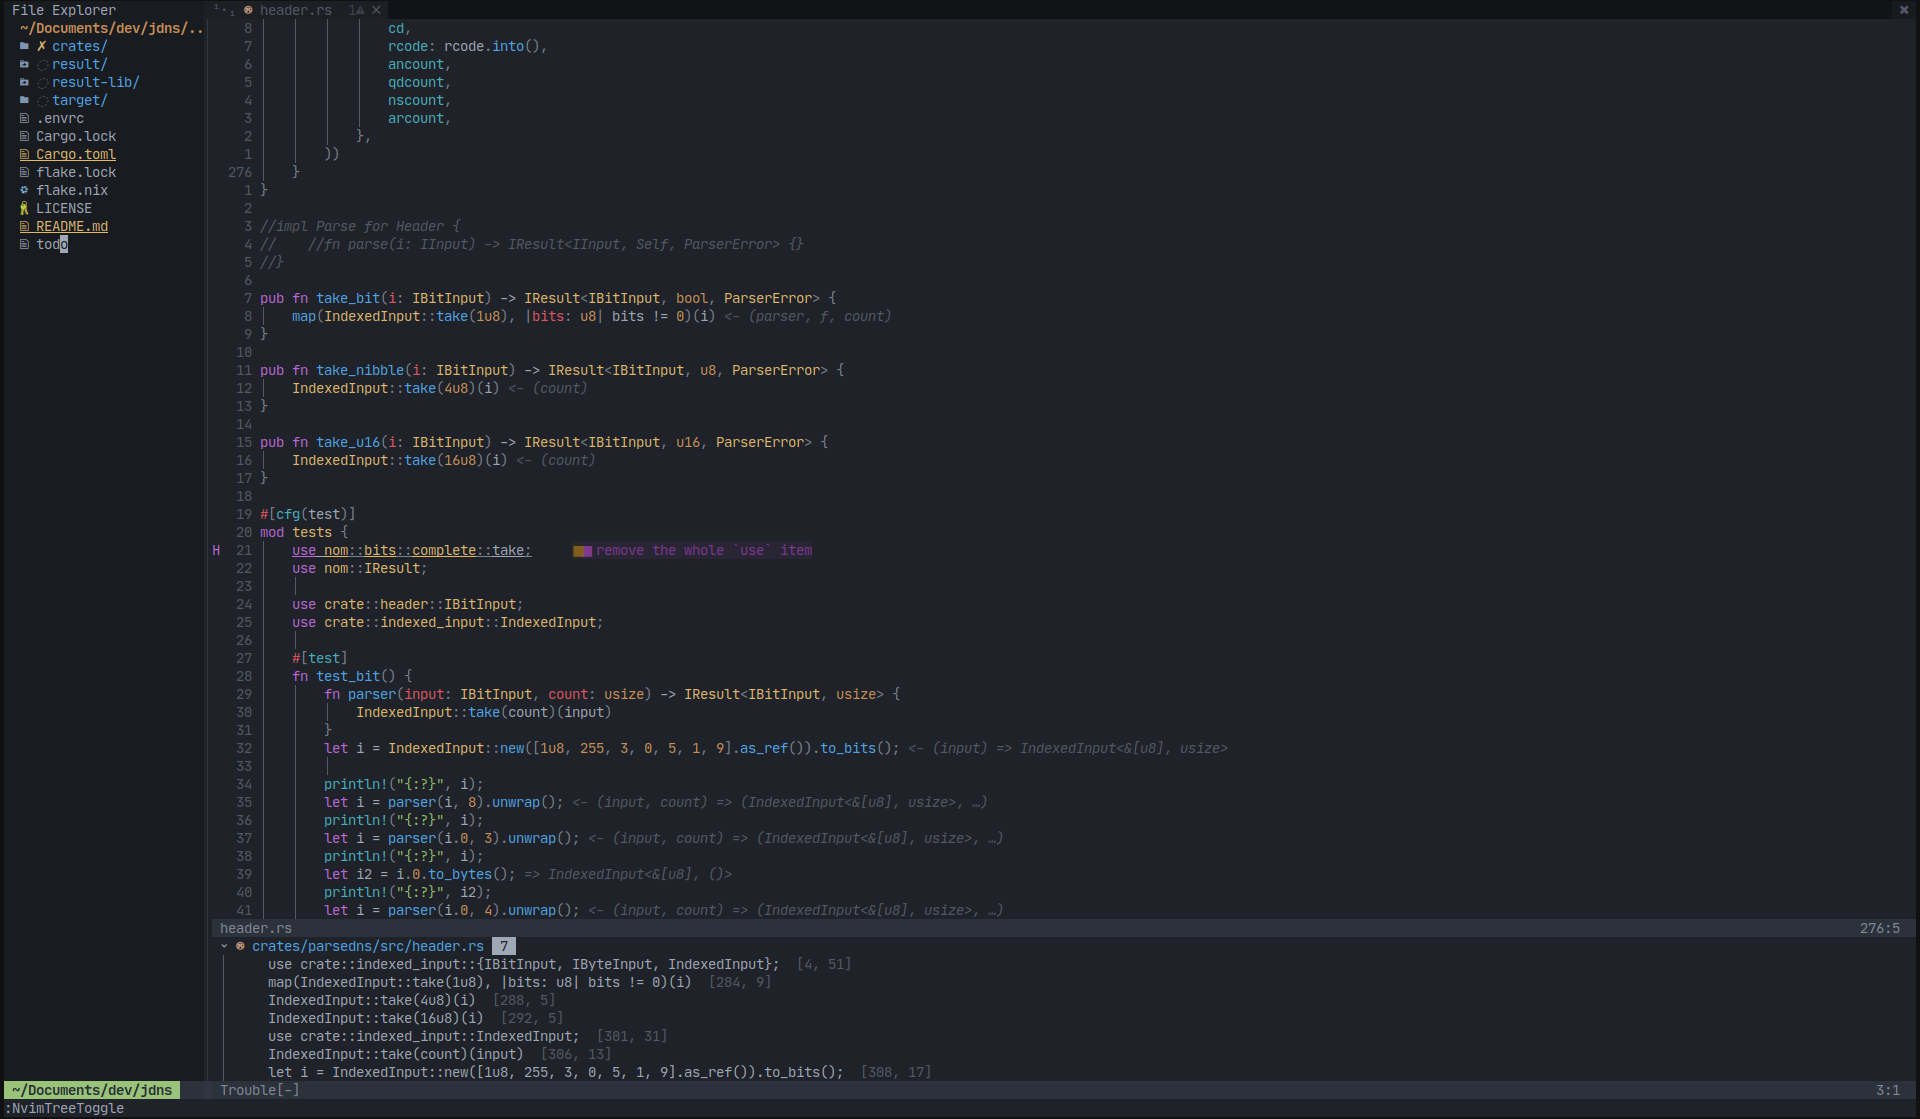 File Explorer
~/Documents/dev/jdns/..
✗ crates/
result/
result-lib/
target/
.envrc
Cargo.lock
Cargo.toml
flake.lock
flake.nix
LICENSE
README.md
todo
header.rs 1 ✕
8 cd,
7 rcode: rcode.into(),
6 ancount,
5 qdcount,
4 nscount,
3 arcount,
2 },
1 ))
276 }
1 }
2
3 //impl Parse for Header {
4 //    //fn parse(i: IInput) -> IResult<IInput, Self, ParserError> {}
5 //}
6
7 pub fn take_bit(i: IBitInput) -> IResult<IBitInput, bool, ParserError> {
8 map(IndexedInput::take(1u8), |bits: u8| bits != 0)(i) <- (parser, f, count)
9 }
10
11 pub fn take_nibble(i: IBitInput) -> IResult<IBitInput, u8, ParserError> {
12 IndexedInput::take(4u8)(i) <- (count)
13 }
14
15 pub fn take_u16(i: IBitInput) -> IResult<IBitInput, u16, ParserError> {
16 IndexedInput::take(16u8)(i) <- (count)
17 }
18
19 #[cfg(test)]
20 mod tests {
H 21 use nom::bits::complete::take; remove the whole `use` item
22 use nom::IResult;
23
24 use crate::header::IBitInput;
25 use crate::indexed_input::IndexedInput;
26
27 #[test]
28 fn test_bit() {
29 fn parser(input: IBitInput, count: usize) -> IResult<IBitInput, usize> {
30 IndexedInput::take(count)(input)
31 }
32 let i = IndexedInput::new([1u8, 255, 3, 0, 5, 1, 9].as_ref()).to_bits(); <- (input) => IndexedInput<&[u8], usize>
33
34 println!("{:?}", i);
35 let i = parser(i, 8).unwrap(); <- (input, count) => (IndexedInput<&[u8], usize>, …)
36 println!("{:?}", i);
37 let i = parser(i.0, 3).unwrap(); <- (input, count) => (IndexedInput<&[u8], usize>, …)
38 println!("{:?}", i);
39 let i2 = i.0.to_bytes(); => IndexedInput<&[u8], ()>
40 println!("{:?}", i2);
41 let i = parser(i.0, 4).unwrap(); <- (input, count) => (IndexedInput<&[u8], usize>, …)
header.rs 276:5
crates/parsedns/src/header.rs 7
use crate::indexed_input::{IBitInput, IByteInput, IndexedInput}; [4, 51]
map(IndexedInput::take(1u8), |bits: u8| bits != 0)(i) [284, 9]
IndexedInput::take(4u8)(i) [288, 5]
IndexedInput::take(16u8)(i) [292, 5]
use crate::indexed_input::IndexedInput; [301, 31]
IndexedInput::take(count)(input) [306, 13]
let i = IndexedInput::new([1u8, 255, 3, 0, 5, 1, 9].as_ref()).to_bits(); [308, 17]
~/Documents/dev/jdns Trouble[-] 3:1
:NvimTreeToggle